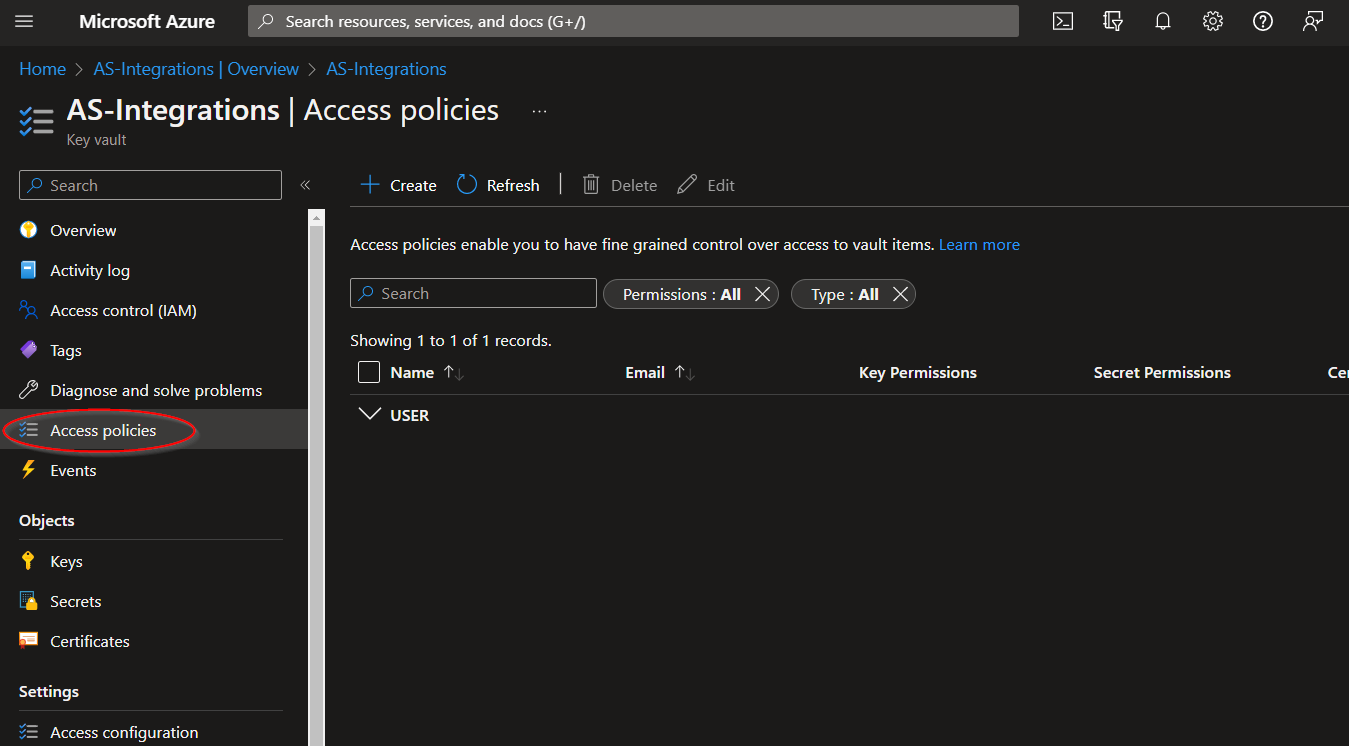 Microsoft Azure
Search resources, services, and docs (G+/)
Home > AS-Integrations | Overview > AS-Integrations
AS-Integrations | Access policies ...
Key vault
Search
«
Overview
Activity log
Access control (IAM)
Tags
Diagnose and solve problems
Access policies
Events
Objects
Keys
Secrets
Certificates
Settings
Access configuration
Create Refresh Delete Edit
Access policies enable you to have fine grained control over access to vault items. Learn more
Search Permissions : All Type : All
Showing 1 to 1 of 1 records.
Name Email Key Permissions Secret Permissions Cer
USER